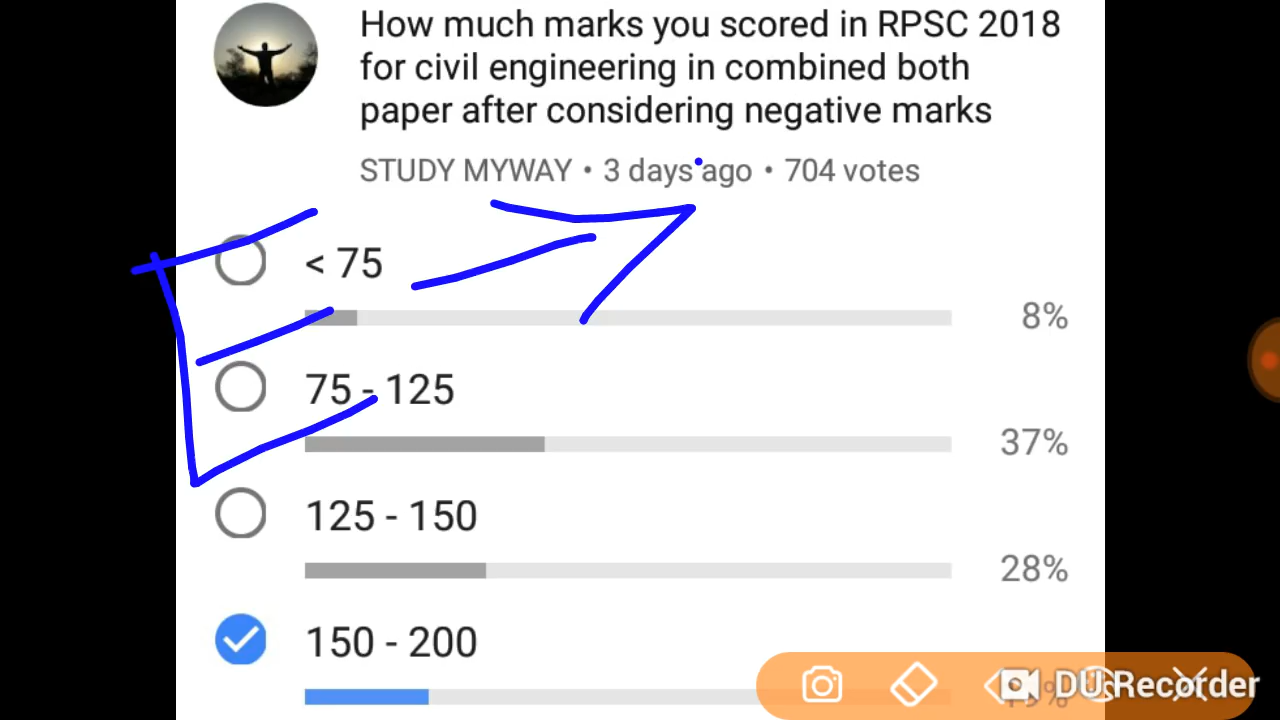 How much marks you scored in RPSC 2018
for civil engineering in combined both
paper after considering negative marks
STUDY MYWAY • 3 days ago • 704 votes
< 75
8%
75 - 125
37%
125 - 150
28%
150 - 200
DU Recorder